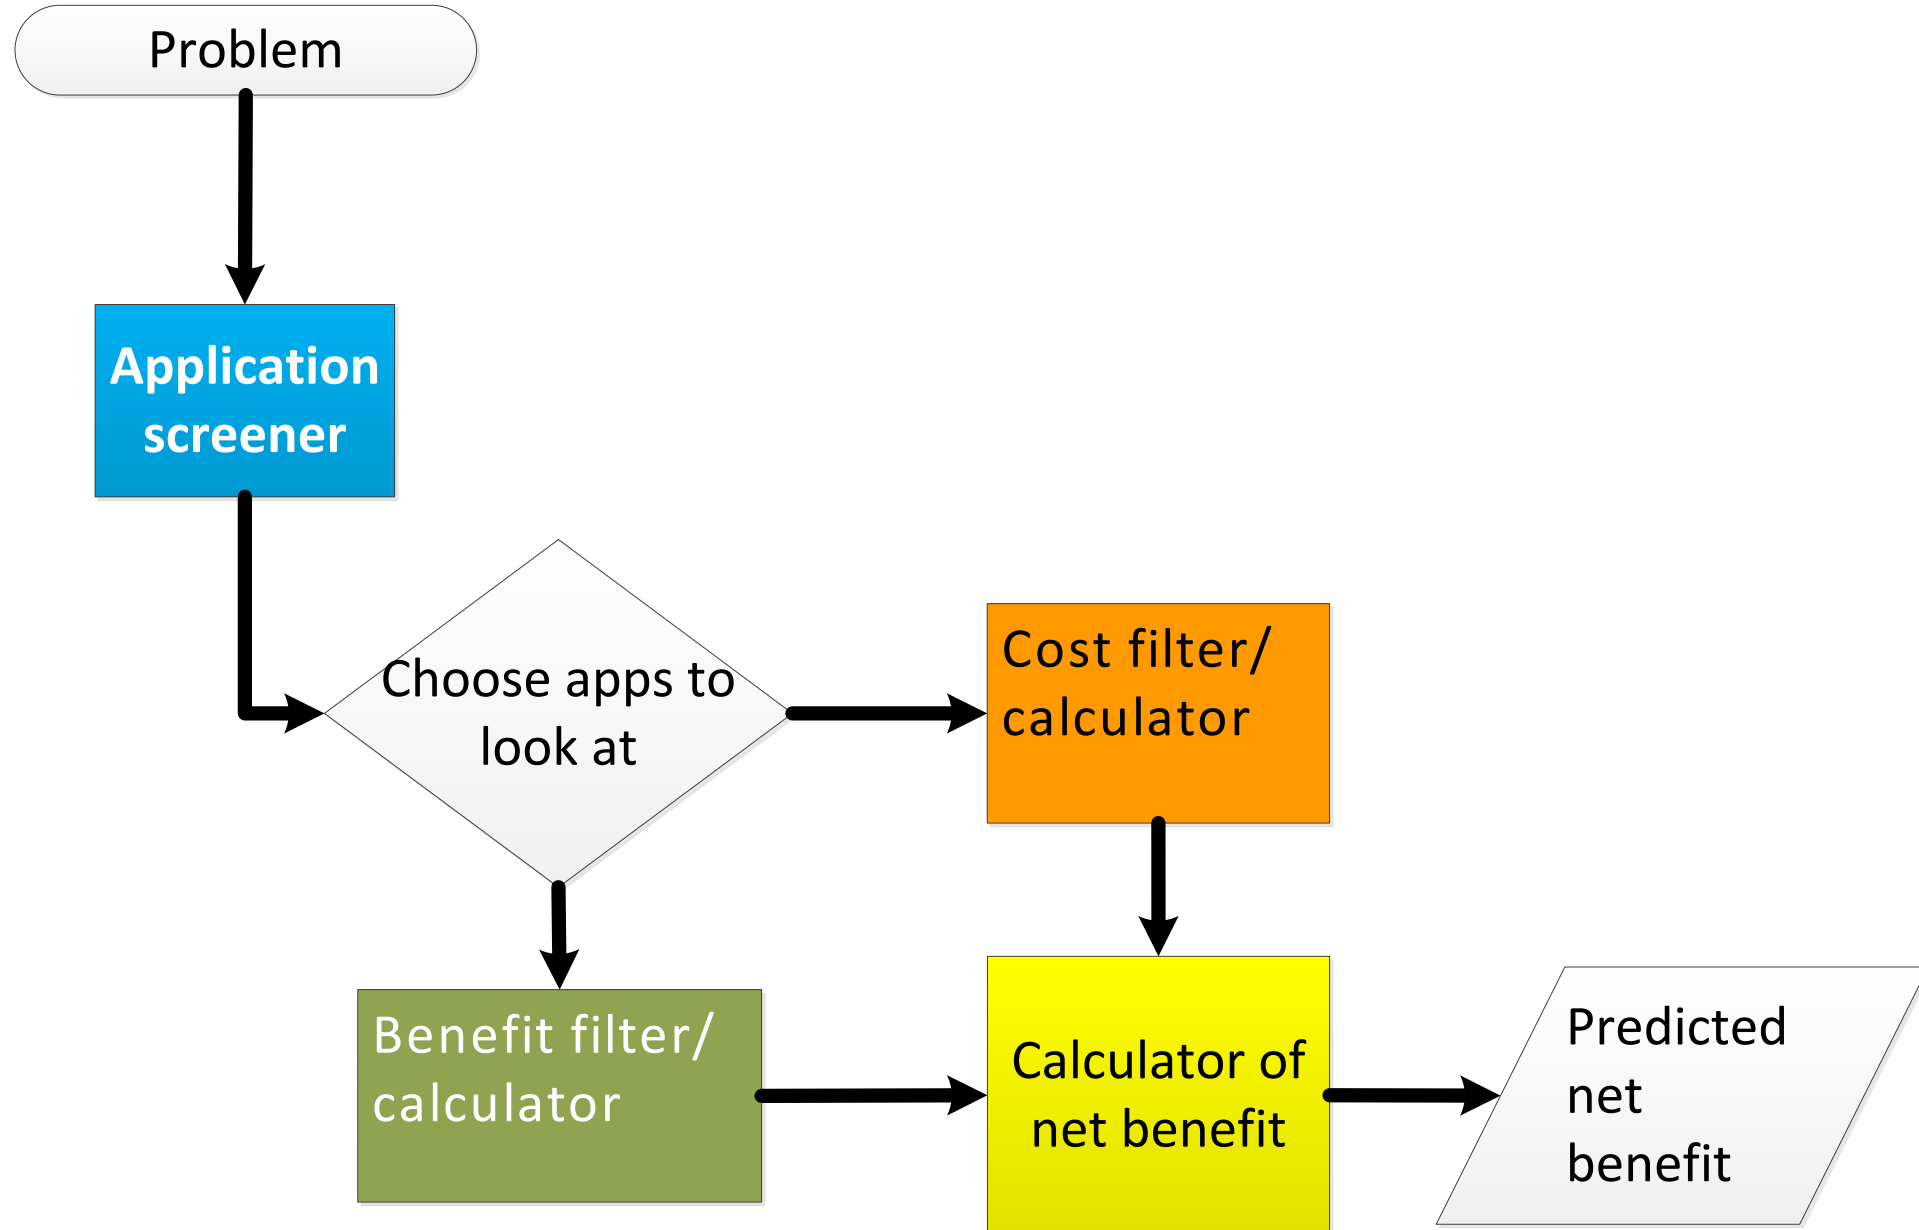 Problem
Application
screener
Choose apps to
look at
Cost filter/
calculator
Benefit filter/
calculator
Calculator of
net benefit
Predicted
net
benefit